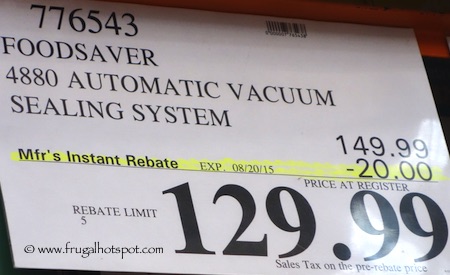 776543
FOODSAVER
4880 AUTOMATIC VACUUM
SEALING SYSTEM
149.99
Mfr's Instant Rebate EXP. 08/20/15 -20.00
PRICE AT REGISTER
REBATE LIMIT
5
129.99
© www.frugalhotspot.com
Sales Tax on the pre-rebate price